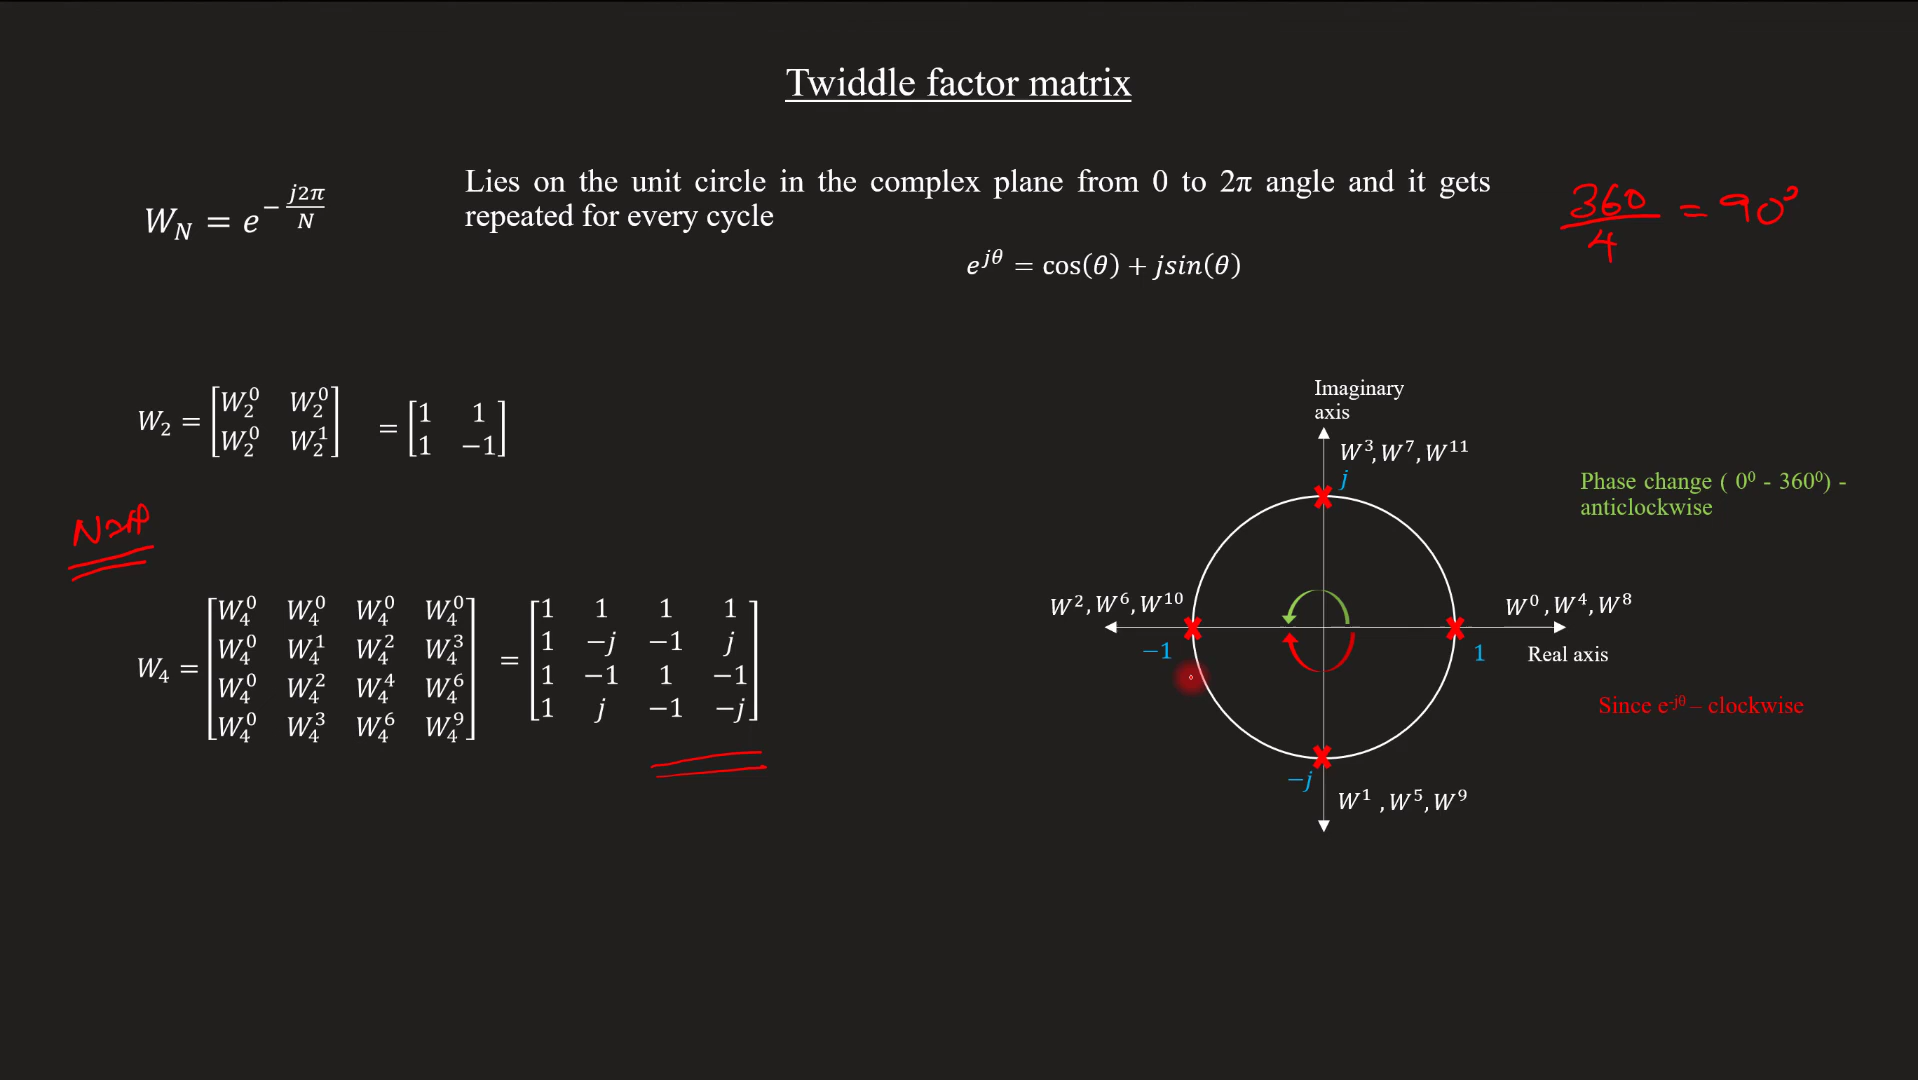 Twiddle factor matrix
W_N = e^{-\frac{j2π}{N}}
Lies on the unit circle in the complex plane from 0 to 2π angle and it gets
repeated for every cycle
\frac{360}{4} = 90°
e^{jθ} = cos(θ) + jsin(θ)
W_2 = [W_2^0 W_2^0; W_2^0 W_2^1] = [1 1; 1 −1]
W_4 = [W_4^0 W_4^0 W_4^0 W_4^0; W_4^0 W_4^1 W_4^2 W_4^3; W_4^0 W_4^2 W_4^4 W_4^6; W_4^0 W_4^3 W_4^6 W_4^9] = [1 1 1 1; 1 −j −1 j; 1 −1 1 −1; 1 j −1 −j]
Imaginary
axis
W^3, W^7, W^11
j
Phase change ( 0^0 - 360^0) -
anticlockwise
W^2, W^6, W^10
W^0, W^4, W^8
−1
1
Real axis
Since e^{-jθ} – clockwise
−j
W^1 , W^5, W^9